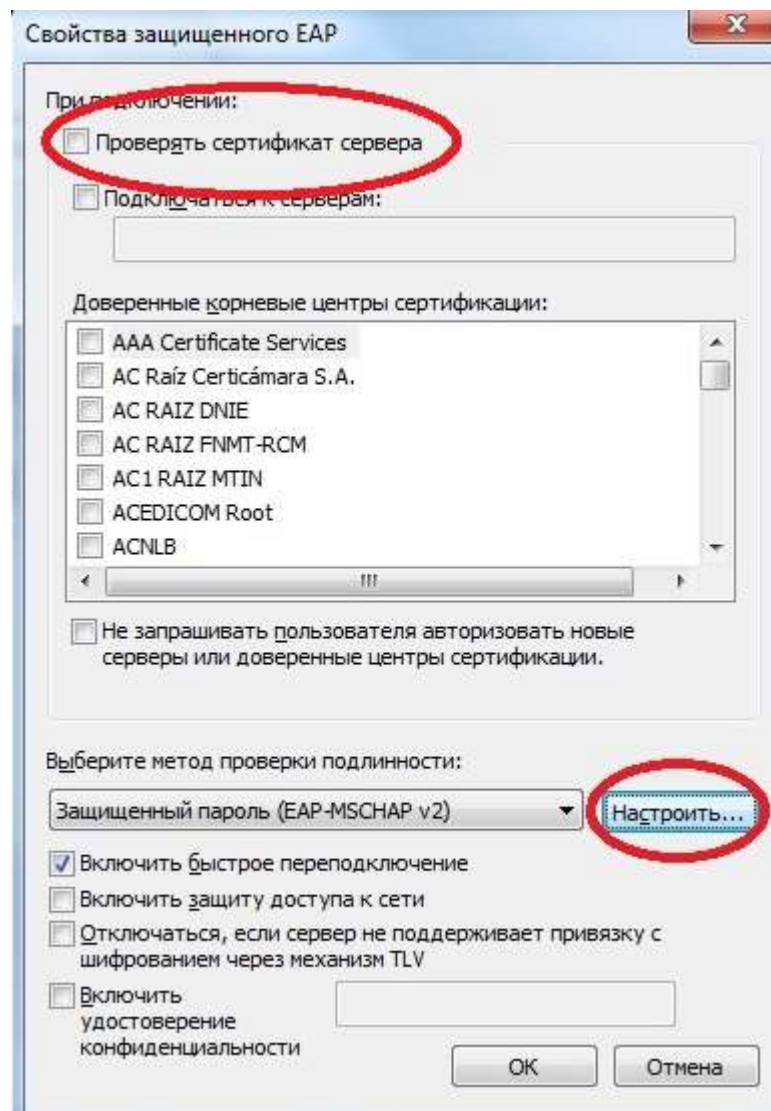 Свойства защищенного EAP
При подключении:
Проверять сертификат сервера
Подключаться к серверам:
Доверенные корневые центры сертификации:
AAA Certificate Services
AC Raíz Certicámara S.A.
AC RAIZ DNIE
AC RAIZ FNMT-RCM
AC1 RAIZ MTIN
ACEDICOM Root
ACNLB
Не запрашивать пользователя авторизовать новые
серверы или доверенные центры сертификации.
Выберите метод проверки подлинности:
Защищенный пароль (EAP-MSCHAP v2)
Настроить...
Включить быстрое переподключение
Включить защиту доступа к сети
Отключаться, если сервер не поддерживает привязку с
шифрованием через механизм TLV
Включить
удостоверение
конфиденциальности
OK
Отмена